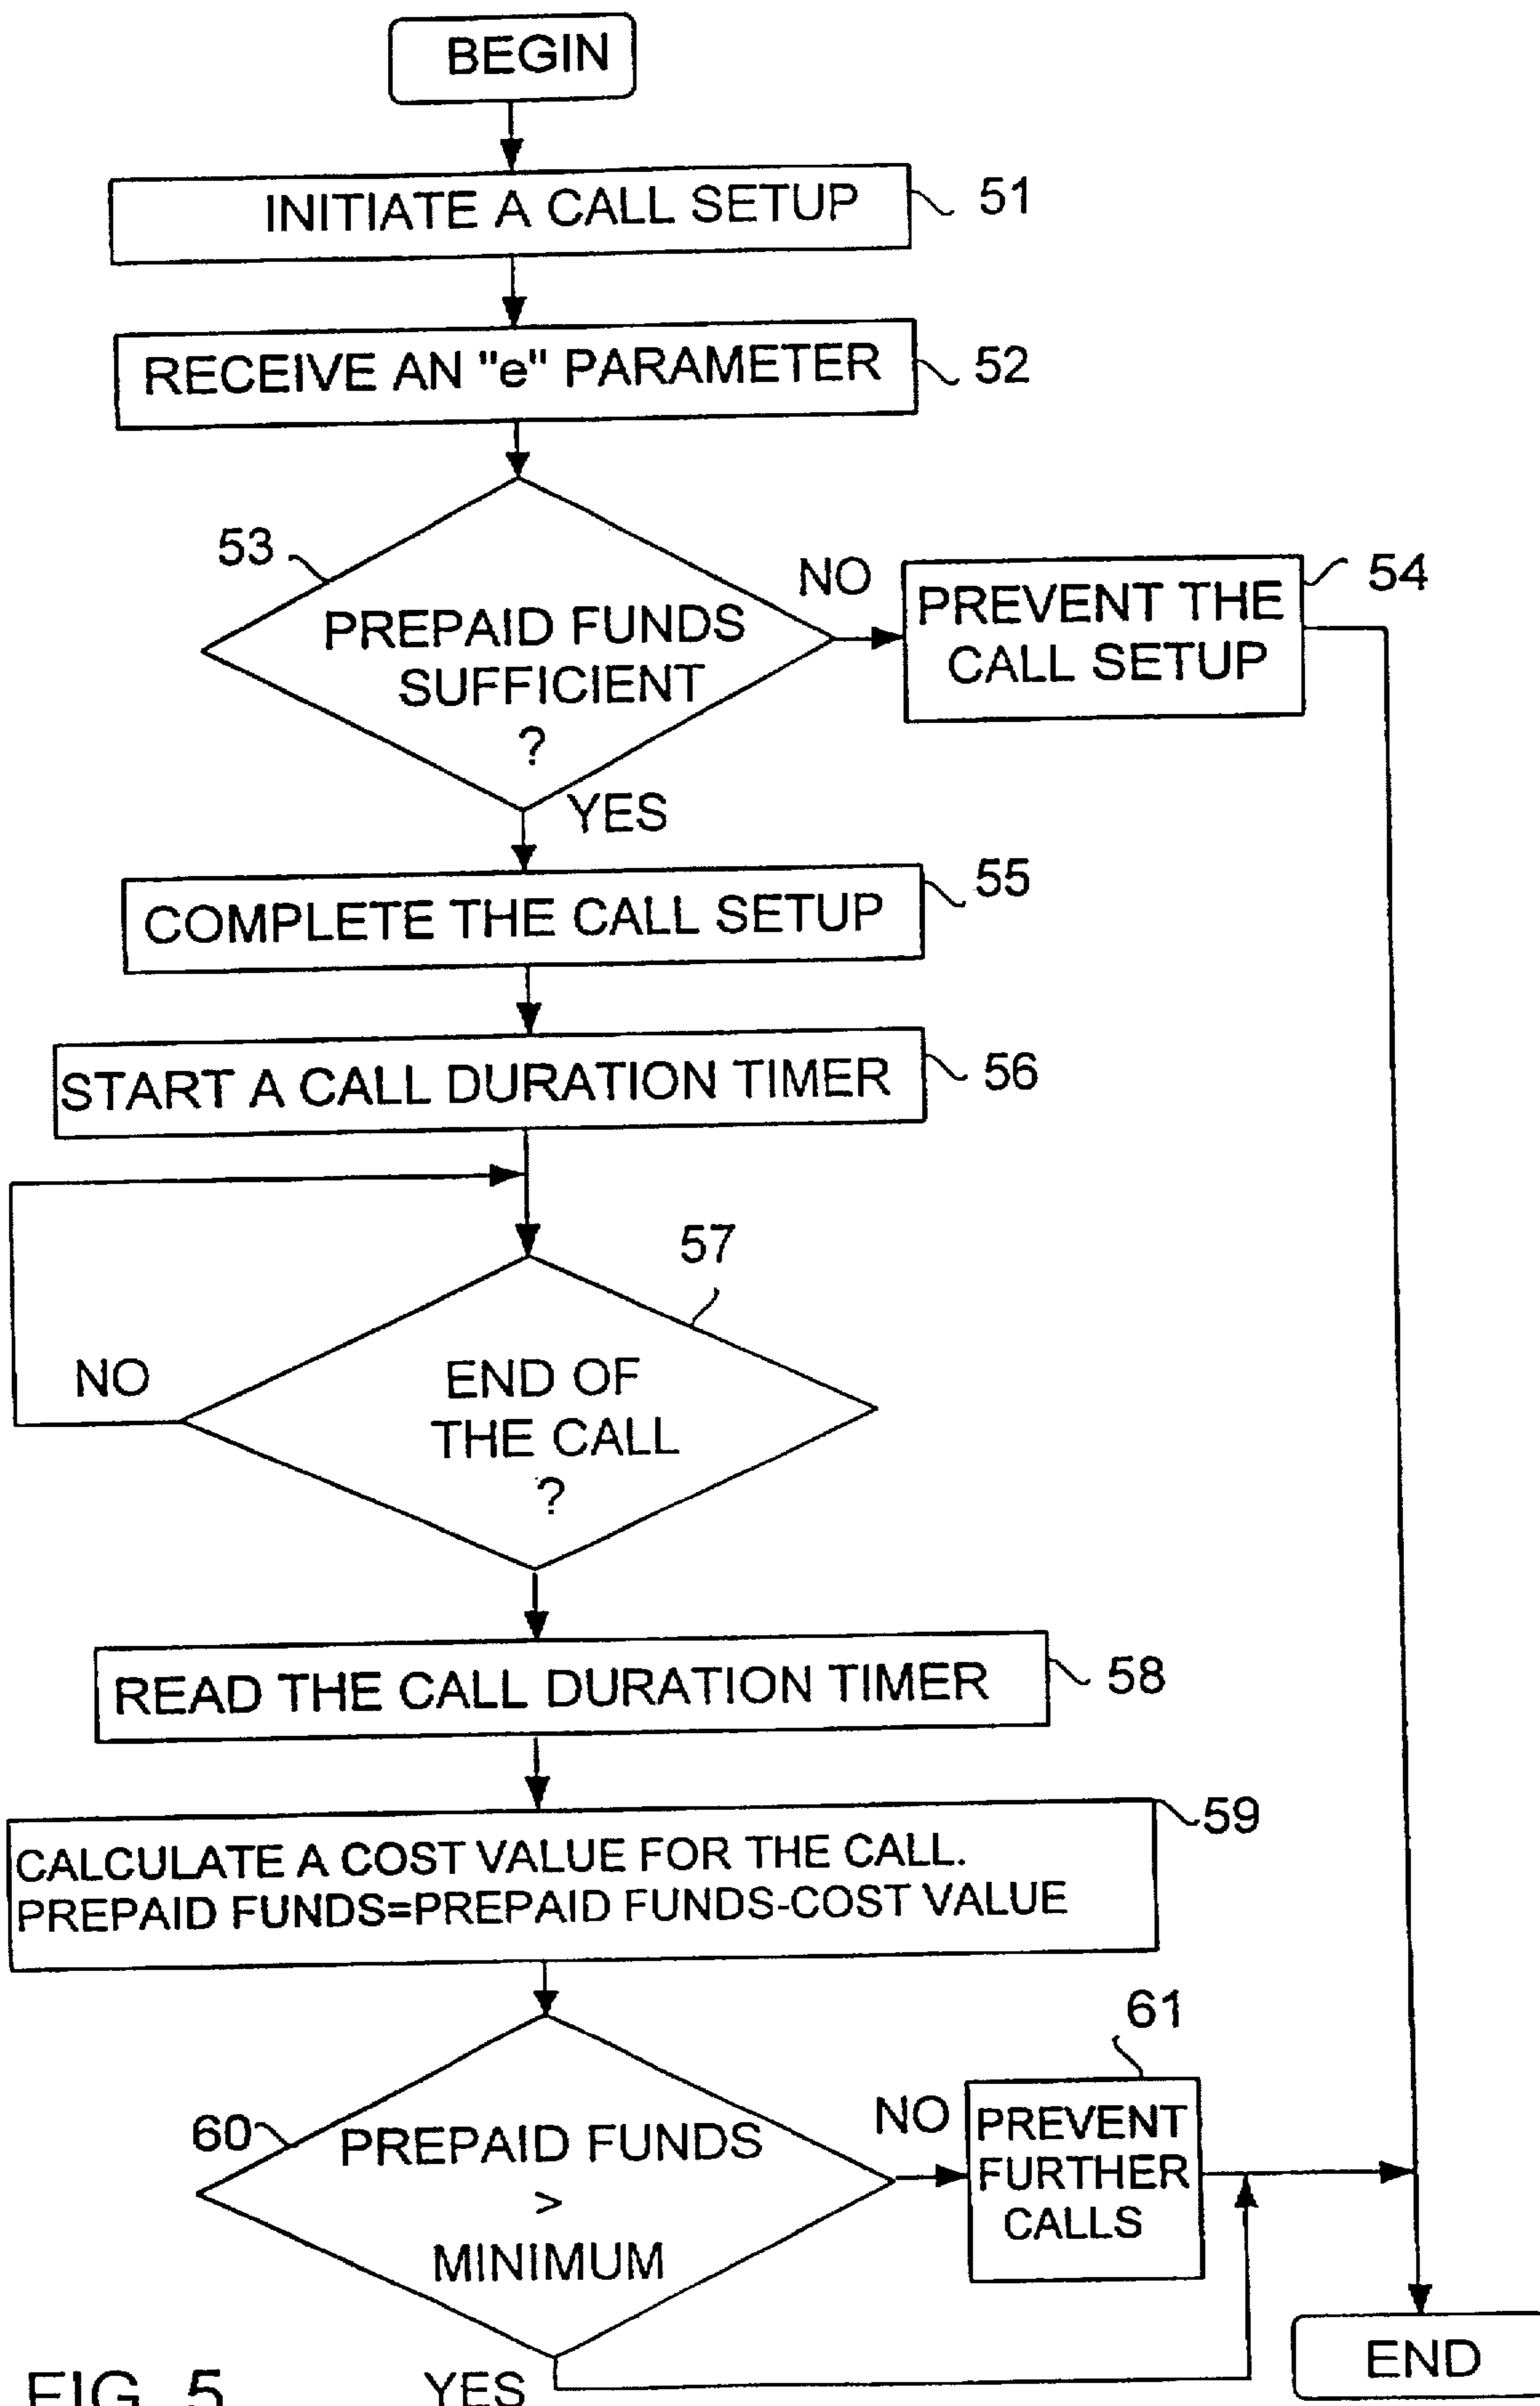 BEGIN
INITIATE A CALL SETUP
51
RECEIVE AN "e" PARAMETER
52
53
PREPAID FUNDS
SUFFICIENT
?
NO
PREVENT THE
CALL SETUP
54
YES
COMPLETE THE CALL SETUP
55
START A CALL DURATION TIMER
56
57
END OF
THE CALL
?
NO
READ THE CALL DURATION TIMER
58
CALCULATE A COST VALUE FOR THE CALL.
PREPAID FUNDS=PREPAID FUNDS-COST VALUE
59
60
PREPAID FUNDS
>
MINIMUM
NO
61
PREVENT
FURTHER
CALLS
YES
END
FIG. 5